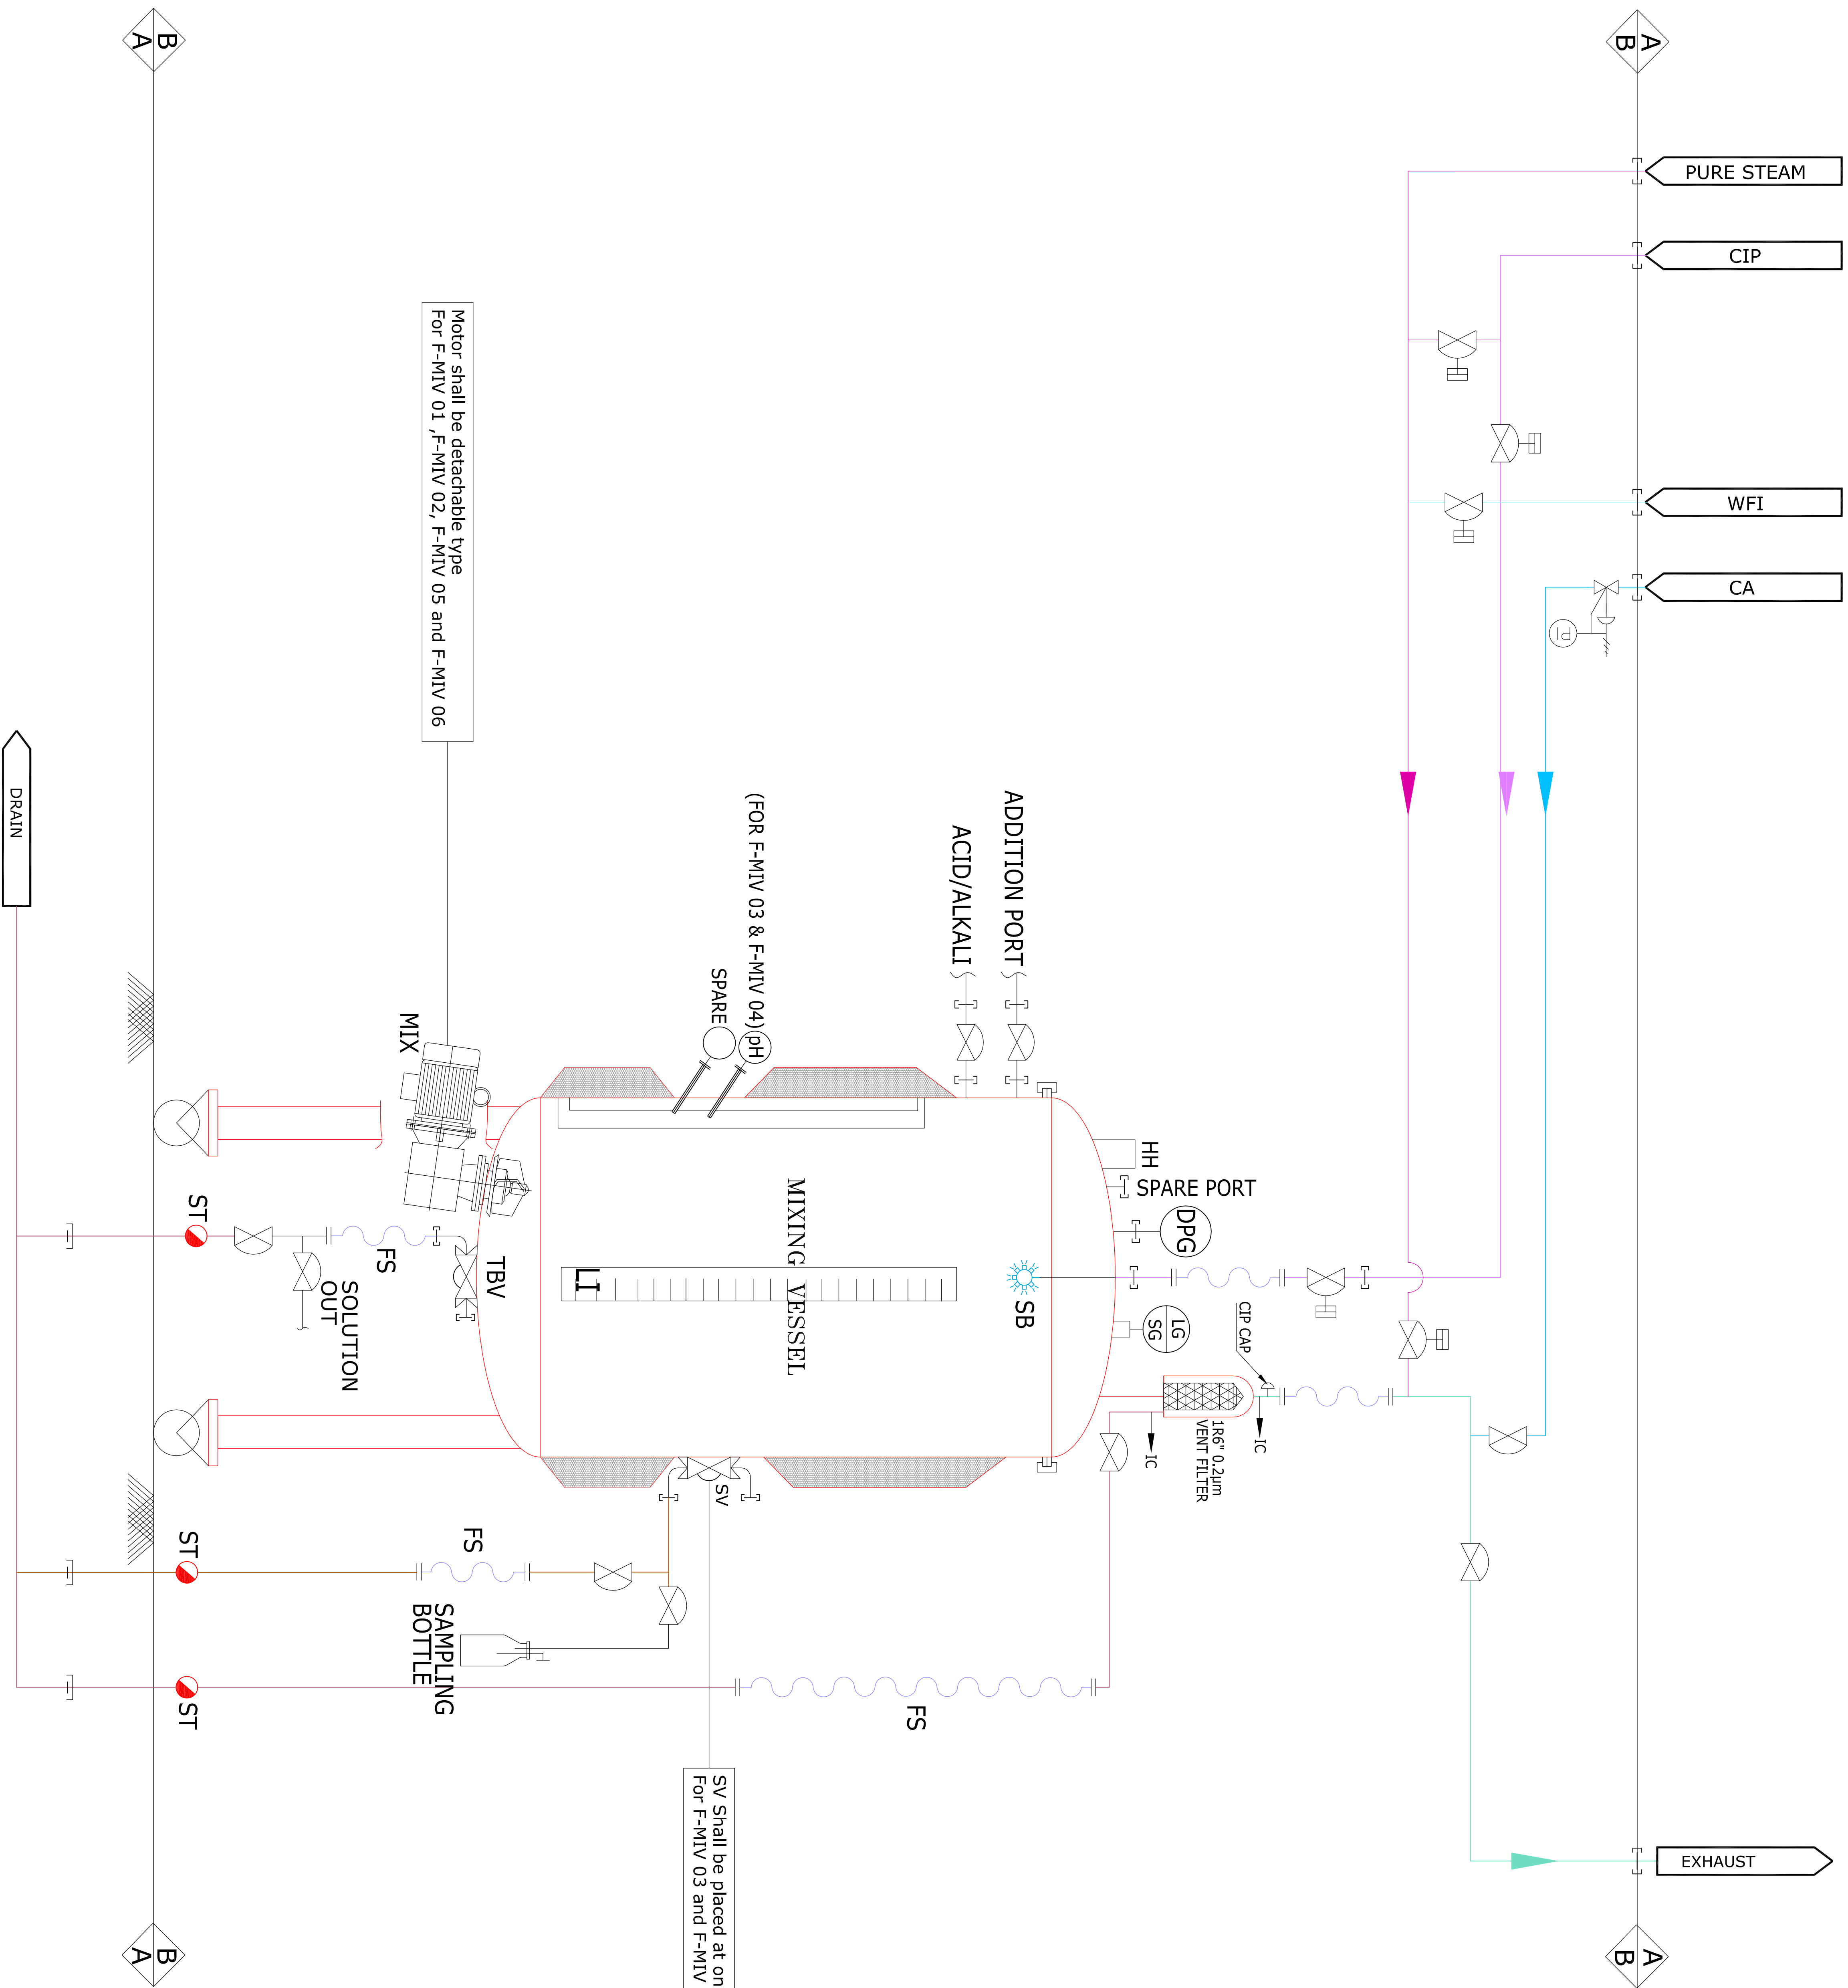 B
A
A
B
PURE STEAM
CIP
WFI
CA
PI
Motor shall be detachable type
For F-MIV 01 ,F-MIV 02, F-MIV 05 and F-MIV 06
DRAIN
ADDITION PORT
ACID/ALKALI
(FOR F-MIV 03 & F-MIV 04)
pH
SPARE
MIX
HH
SPARE PORT
DPG
MIXING VESSEL
LI
SB
LG
SG
CIP CAP
IC
IC
1R6" 0.2µm
VENT FILTER
TBV
FS
ST
SOLUTION
OUT
SV
ST
FS
SAMPLING
BOTTLE
ST
FS
SV Shall be placed at on
For F-MIV 03 and F-MIV
EXHAUST
B
A
A
B